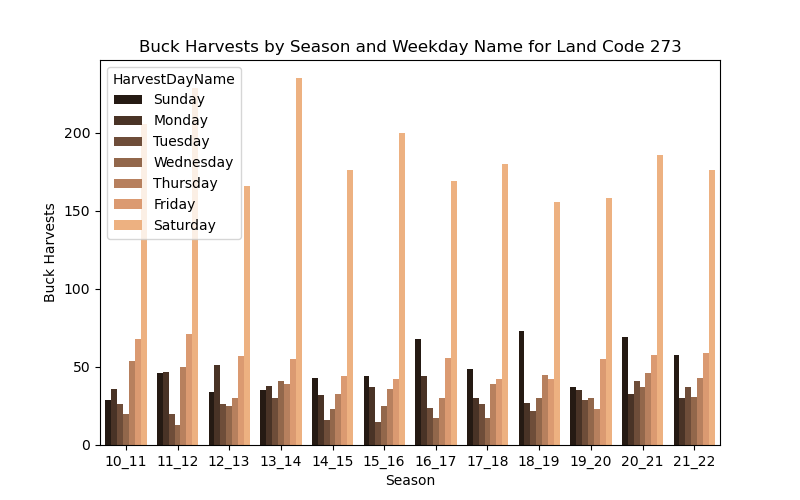 Buck Harvests by Season and Weekday Name for Land Code 273
HarvestDayName
Sunday
Monday
Tuesday
Wednesday
Thursday
Friday
Saturday
Buck Harvests
200
150
100
50
0
10_11 11_12 12_13 13_14 14_15 15_16 16_17 17_18 18_19 19_20 20_21 21_22
Season